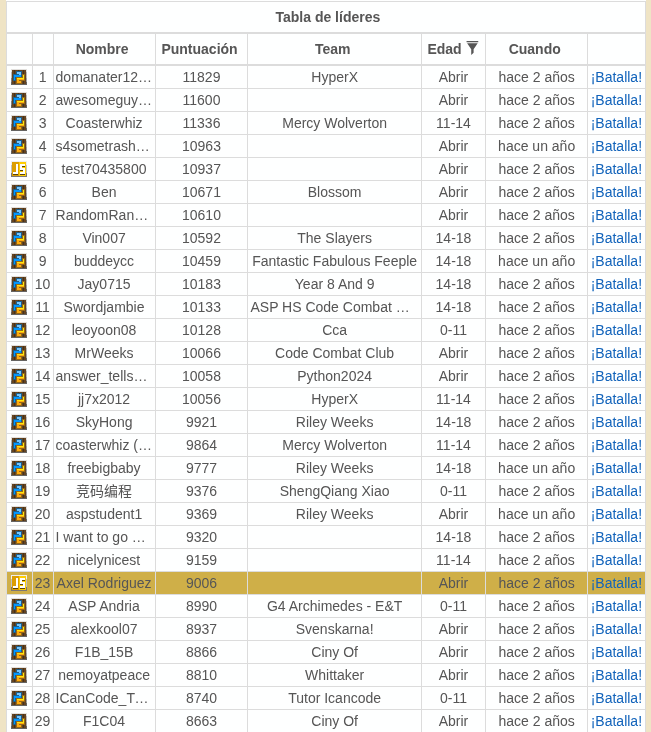 Tabla de líderes
Nombre Puntuación Team Edad Cuando
1 domanater12... 11829 HyperX Abrir hace 2 años ¡Batalla!
2 awesomeguy... 11600 Abrir hace 2 años ¡Batalla!
3 Coasterwhiz 11336 Mercy Wolverton 11-14 hace 2 años ¡Batalla!
4 s4sometrash... 10963 Abrir hace un año ¡Batalla!
JS 5 test70435800 10937 Abrir hace 2 años ¡Batalla!
6 Ben 10671 Blossom Abrir hace 2 años ¡Batalla!
7 RandomRan... 10610 Abrir hace 2 años ¡Batalla!
8 Vin007 10592 The Slayers 14-18 hace 2 años ¡Batalla!
9 buddeycc 10459 Fantastic Fabulous Feeple 14-18 hace un año ¡Batalla!
10 Jay0715 10183 Year 8 And 9 14-18 hace 2 años ¡Batalla!
11 Swordjambie 10133 ASP HS Code Combat ... 14-18 hace 2 años ¡Batalla!
12 leoyoon08 10128 Cca 0-11 hace 2 años ¡Batalla!
13 MrWeeks 10066 Code Combat Club Abrir hace 2 años ¡Batalla!
14 answer_tells... 10058 Python2024 Abrir hace 2 años ¡Batalla!
15 jj7x2012 10056 HyperX 11-14 hace 2 años ¡Batalla!
16 SkyHong 9921 Riley Weeks 14-18 hace 2 años ¡Batalla!
17 coasterwhiz (... 9864 Mercy Wolverton 11-14 hace 2 años ¡Batalla!
18 freebigbaby 9777 Riley Weeks 14-18 hace un año ¡Batalla!
19 竞码编程 9376 ShengQiang Xiao 0-11 hace 2 años ¡Batalla!
20 aspstudent1 9369 Riley Weeks Abrir hace un año ¡Batalla!
21 I want to go ... 9320 14-18 hace 2 años ¡Batalla!
22 nicelynicest 9159 11-14 hace 2 años ¡Batalla!
JS 23 Axel Rodriguez 9006 Abrir hace 2 años ¡Batalla!
24 ASP Andria 8990 G4 Archimedes - E&T 0-11 hace 2 años ¡Batalla!
25 alexkool07 8937 Svenskarna! Abrir hace 2 años ¡Batalla!
26 F1B_15B 8866 Ciny Of Abrir hace 2 años ¡Batalla!
27 nemoyatpeace 8810 Whittaker Abrir hace 2 años ¡Batalla!
28 ICanCode_T... 8740 Tutor Icancode 0-11 hace 2 años ¡Batalla!
29 F1C04 8663 Ciny Of Abrir hace 2 años ¡Batalla!